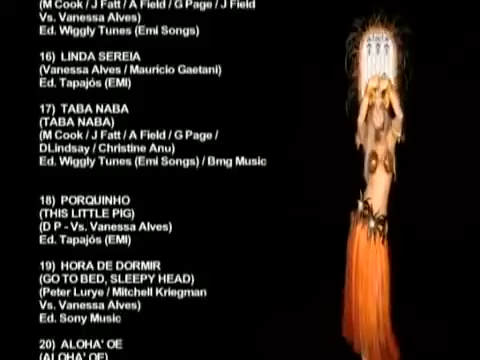 (M Cook / J Fatt / A Field / G Page / J Field
Vs. Vanessa Alves)
Ed. Wiggly Tunes (Emi Songs)
16) LINDA SEREIA
(Vanessa Alves / Maurício Gaetani)
Ed. Tapajós (EMI)
17) TABA NABA
(TABA NABA)
(M Cook / J Fatt / A Field / G Page /
DLindsay / Christine Anu)
Ed. Wiggly Tunes (Emi Songs) / Bmg Music
18) PORQUINHO
(THIS LITTLE PIG)
(D P - Vs. Vanessa Alves)
Ed. Tapajós (EMI)
19) HORA DE DORMIR
(GO TO BED, SLEEPY HEAD)
(Peter Lurye / Mitchell Kriegman
Vs. Vanessa Alves)
Ed. Sony Music
20) ALOHA' OE
(ALOHA' OE)